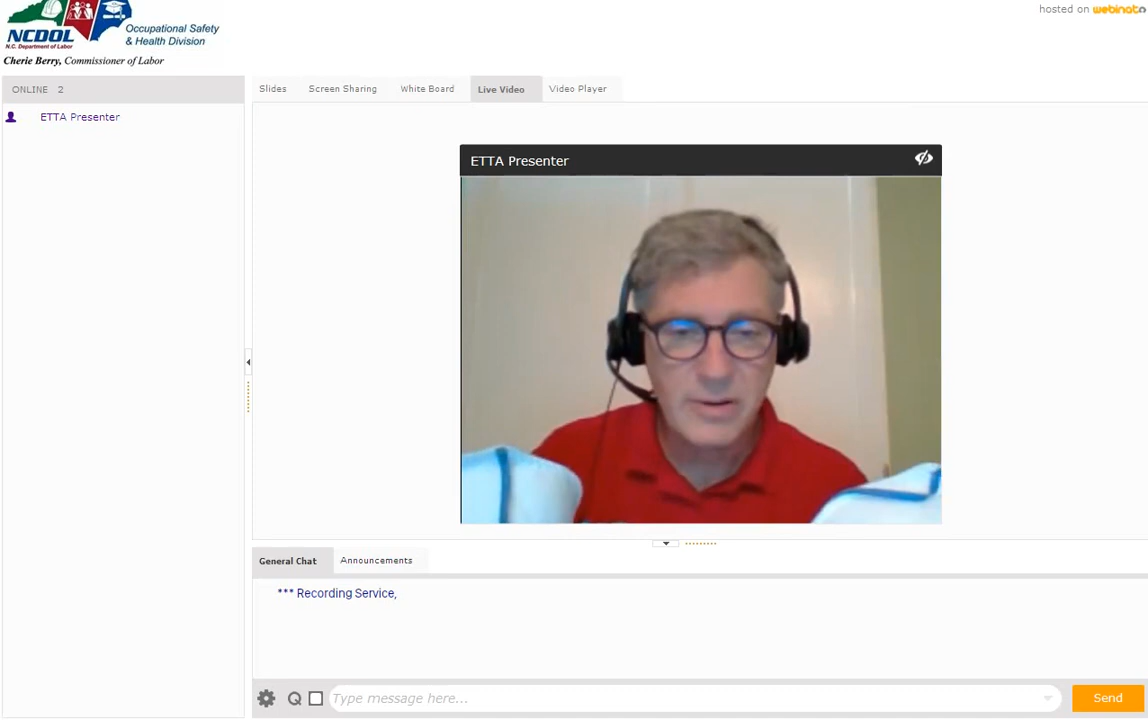 hosted on webinato
NCDOL
N.C. Department of Labor
Occupational Safety
& Health Division
Cherie Berry, Commissioner of Labor
ONLINE 2
Slides Screen Sharing White Board Live Video Video Player
ETTA Presenter
ETTA Presenter
General Chat Announcements
*** Recording Service,
Q Type message here... Send